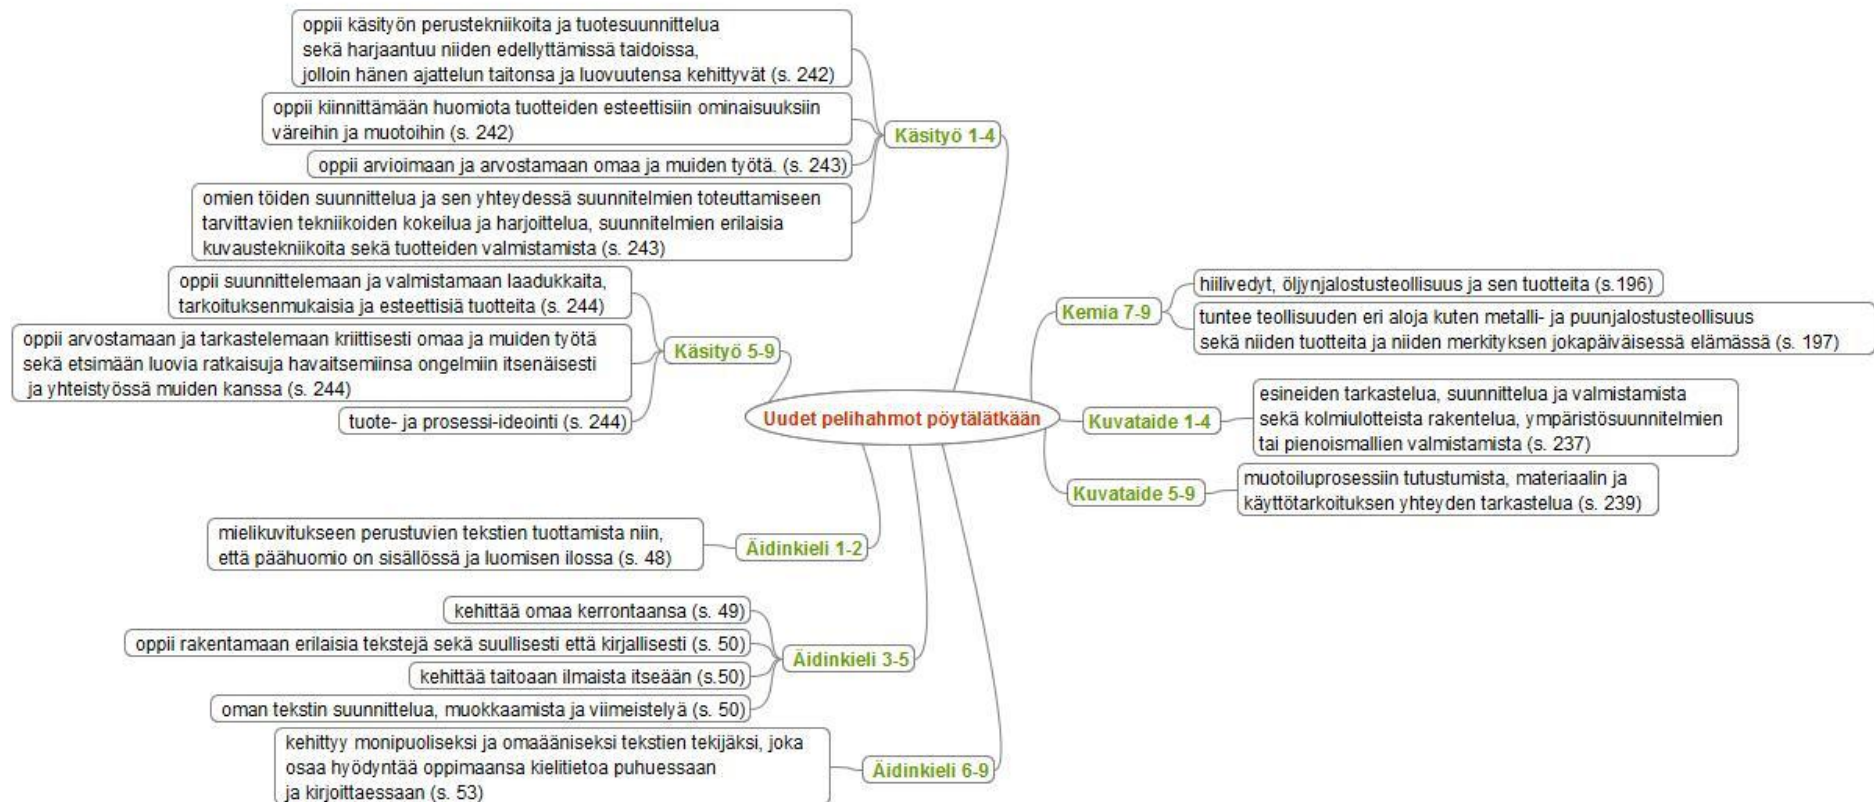 oppii käsityön perustekniikoita ja tuotesuunnittelua
sekä harjaantuu niiden edellyttämissä taidoissa,
jolloin hänen ajattelun taitonsa ja luovuutensa kehittyvät (s. 242)
oppii kiinnittämään huomiota tuotteiden esteettisiin ominaisuuksiin
väreihin ja muotoihin (s. 242)
oppii arvioimaan ja arvostamaan omaa ja muiden työtä. (s. 243)
omien töiden suunnittelua ja sen yhteydessä suunnitelmien toteuttamiseen
tarvittavien tekniikoiden kokeilua ja harjoittelua, suunnitelmien erilaisia
kuvaustekniikoita sekä tuotteiden valmistamista (s. 243)
Käsityö 1-4
oppii suunnittelemaan ja valmistamaan laadukkaita,
tarkoituksenmukaisia ja esteettisiä tuotteita (s. 244)
oppii arvostamaan ja tarkastelemaan kriittisesti omaa ja muiden työtä
sekä etsimään luovia ratkaisuja havaitsemiinsa ongelmiin itsenäisesti
ja yhteistyössä muiden kanssa (s. 244)
tuote- ja prosessi-ideointi (s. 244)
Käsityö 5-9
Uudet pelihahmot pöytälätkään
Kemia 7-9
hiilivedyt, öljynjalostusteollisuus ja sen tuotteita (s.196)
tuntee teollisuuden eri aloja kuten metalli- ja puunjalostusteollisuus
sekä niiden tuotteita ja niiden merkityksen jokapäiväisessä elämässä (s. 197)
Kuvataide 1-4
esineiden tarkastelua, suunnittelua ja valmistamista
sekä kolmiulotteista rakentelua, ympäristösuunnitelmien
tai pienoismallien valmistamista (s. 237)
Kuvataide 5-9
muotoiluprosessiin tutustumista, materiaalin ja
käyttötarkoituksen yhteyden tarkastelua (s. 239)
mielikuvitukseen perustuvien tekstien tuottamista niin,
että päähuomio on sisällössä ja luomisen ilossa (s. 48)
Äidinkieli 1-2
kehittää omaa kerrontaansa (s. 49)
oppii rakentamaan erilaisia tekstejä sekä suullisesti että kirjallisesti (s. 50)
kehittää taitoaan ilmaista itseään (s.50)
oman tekstin suunnittelua, muokkaamista ja viimeistelyä (s. 50)
Äidinkieli 3-5
kehittyy monipuoliseksi ja omaääniseksi tekstien tekijäksi, joka
osaa hyödyntää oppimaansa kielitietoa puhuessaan
ja kirjoittaessaan (s. 53)
Äidinkieli 6-9